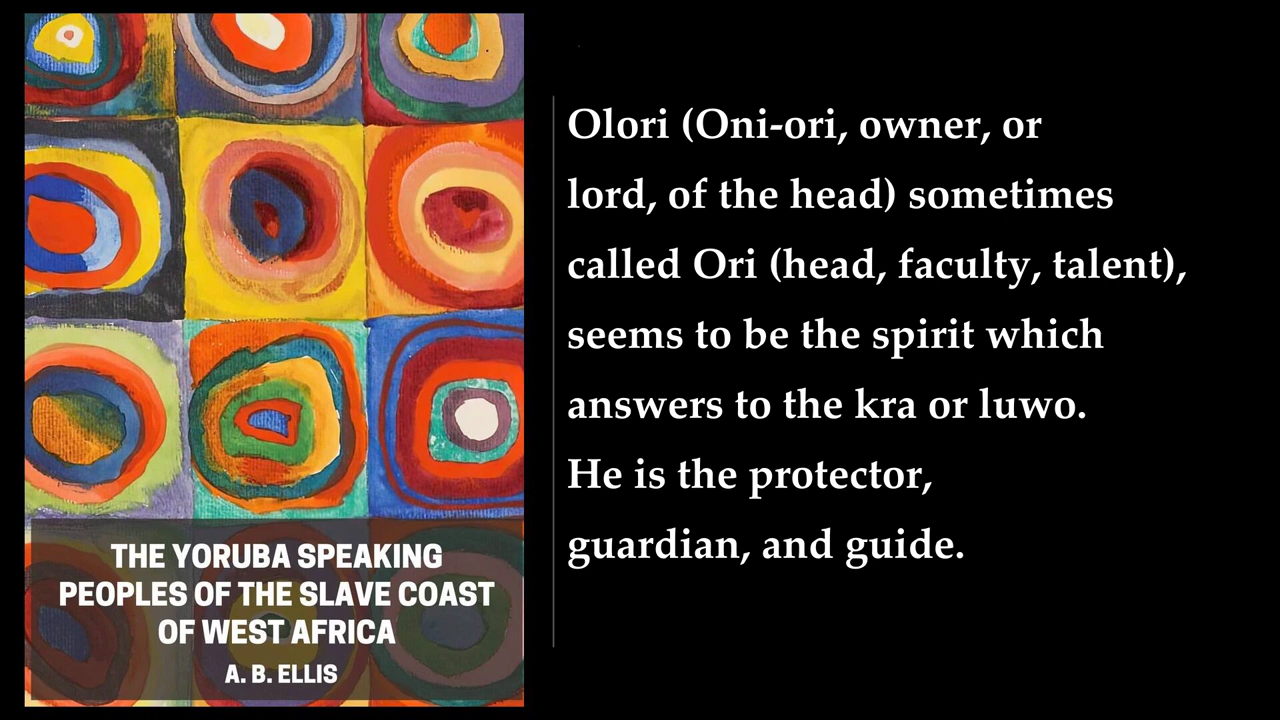 THE YORUBA SPEAKING
PEOPLES OF THE SLAVE COAST
OF WEST AFRICA
A. B. ELLIS
Olori (Oni-ori, owner, or
lord, of the head) sometimes
called Ori (head, faculty, talent),
seems to be the spirit which
answers to the kra or luwo.
He is the protector,
guardian, and guide.